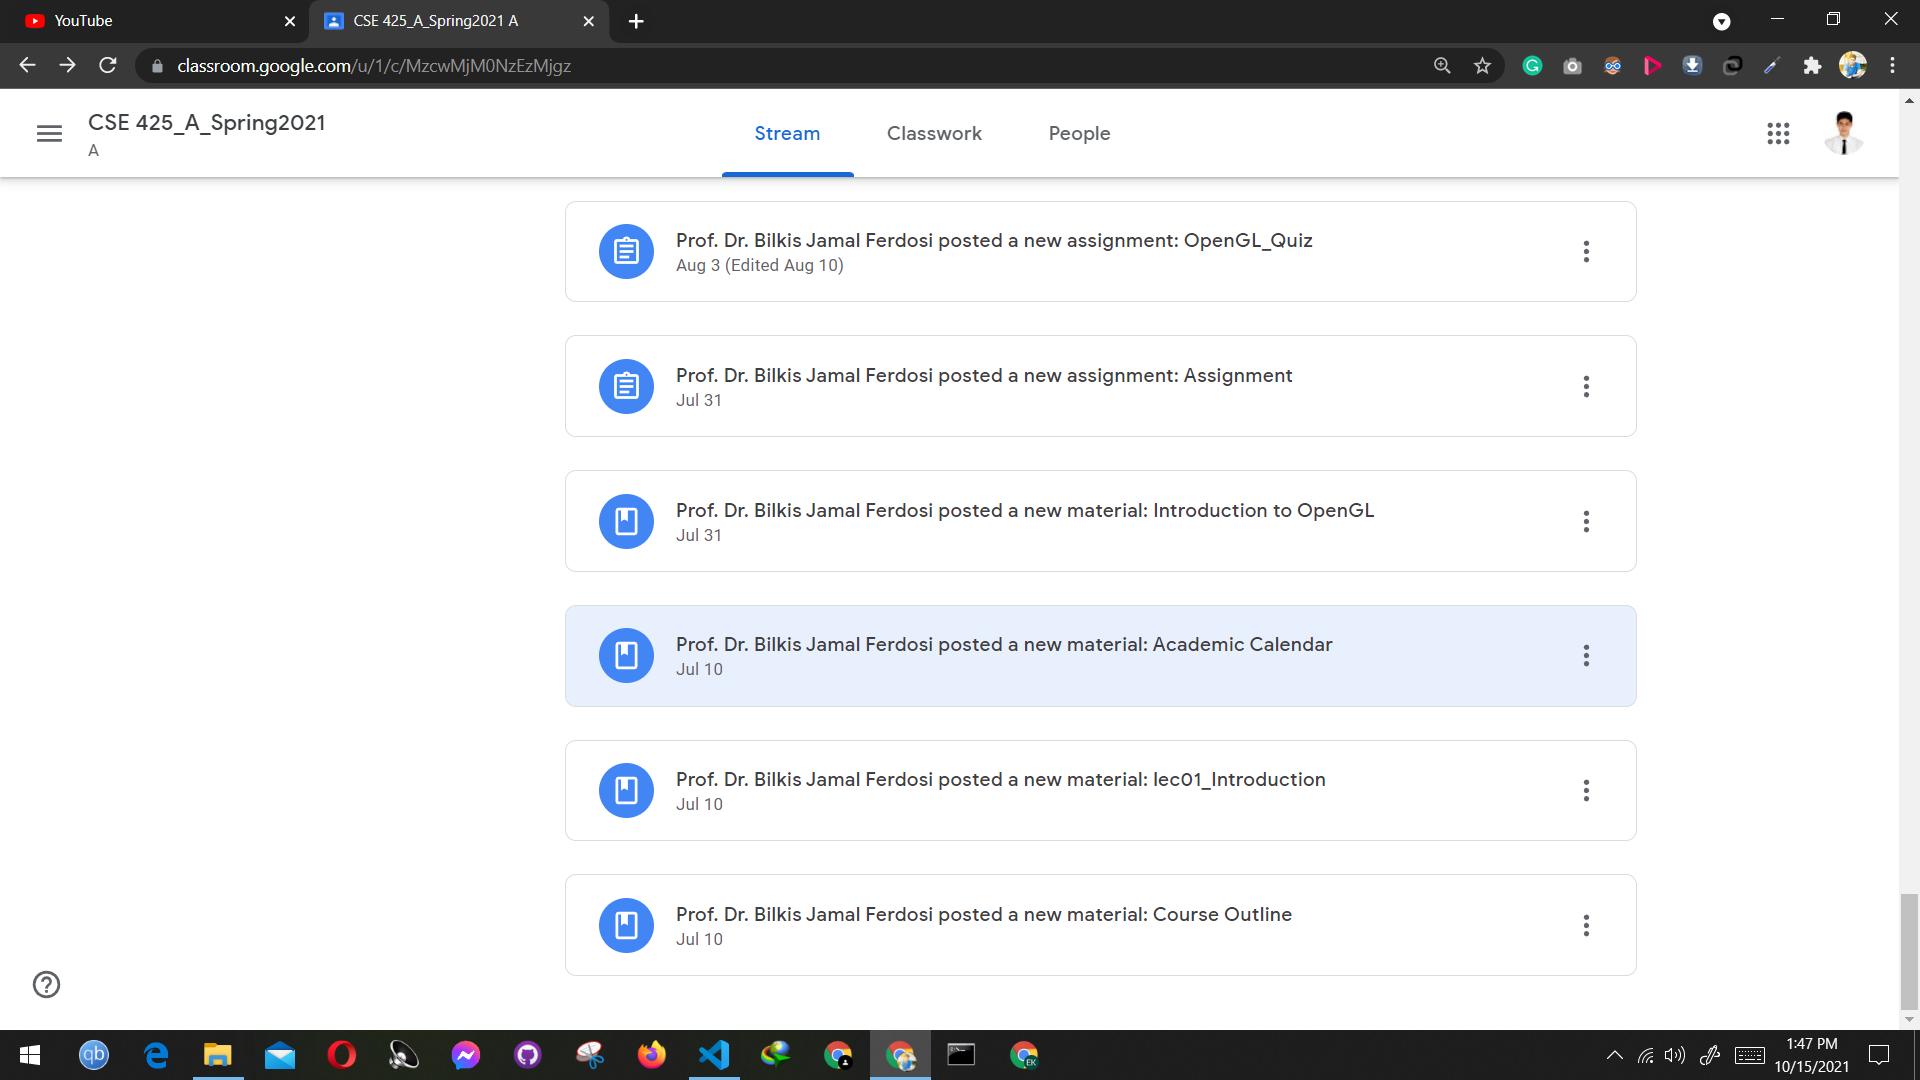 YouTube
CSE 425_A_Spring2021 A
classroom.google.com/u/1/c/MzcwMjM0NzEzMjgz
CSE 425_A_Spring2021
A
Stream
Classwork
People
Prof. Dr. Bilkis Jamal Ferdosi posted a new assignment: OpenGL_Quiz
Aug 3 (Edited Aug 10)
Prof. Dr. Bilkis Jamal Ferdosi posted a new assignment: Assignment
Jul 31
Prof. Dr. Bilkis Jamal Ferdosi posted a new material: Introduction to OpenGL
Jul 31
Prof. Dr. Bilkis Jamal Ferdosi posted a new material: Academic Calendar
Jul 10
Prof. Dr. Bilkis Jamal Ferdosi posted a new material: lec01_Introduction
Jul 10
Prof. Dr. Bilkis Jamal Ferdosi posted a new material: Course Outline
Jul 10
qb
EK
1:47 PM
10/15/2021